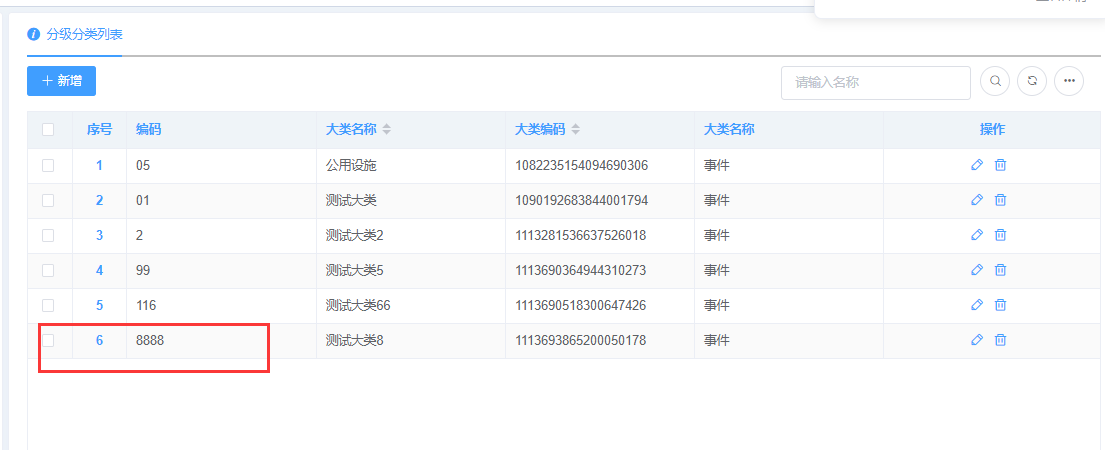 分级分类列表
新增
请输入名称
序号 编码 大类名称 大类编码 大类名称 操作
1 05 公用设施 1082235154094690306 事件
2 01 测试大类 1090192683844001794 事件
3 2 测试大类2 1113281536637526018 事件
4 99 测试大类5 1113690364944310273 事件
5 116 测试大类66 1113690518300647426 事件
6 8888 测试大类8 1113693865200050178 事件